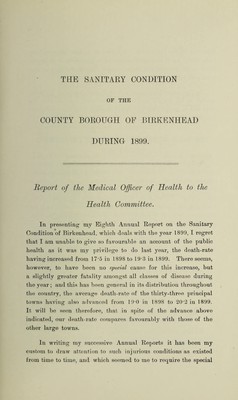 THE SANITARY CONDITION
OF THE
COUNTY BOROUGH OF BIRKENHEAD
DURING 1899.
Report of the Medical Officer of Health to the
Health Committee.
In presenting my Eighth Annual Report on the Sanitary
Condition of Birkenhead, which deals with the year 1899, I regret
that I am unable to give so favourable an account of the public
health as it was my privilege to do last year, the death-rate
having increased from 17·5 in 1898 to 19·3 in 1899. There seems,
however, to have been no special cause for this increase, but
a slightly greater fatality amongst all classes of disease during
the year; and this has been general in its distribution throughout
the country, the average death-rate of the thirty-three principal
towns having also advanced from 19·0 in 1898 to 20·2 in 1899.
It will be seen therefore, that in spite of the advance above
indicated, our death-rate compares favourably with those of the
other large towns.
In writing my successive Annual Reports it has been my
custom to draw attention to such injurious conditions as existed
from time to time, and which seemed to me to require the special